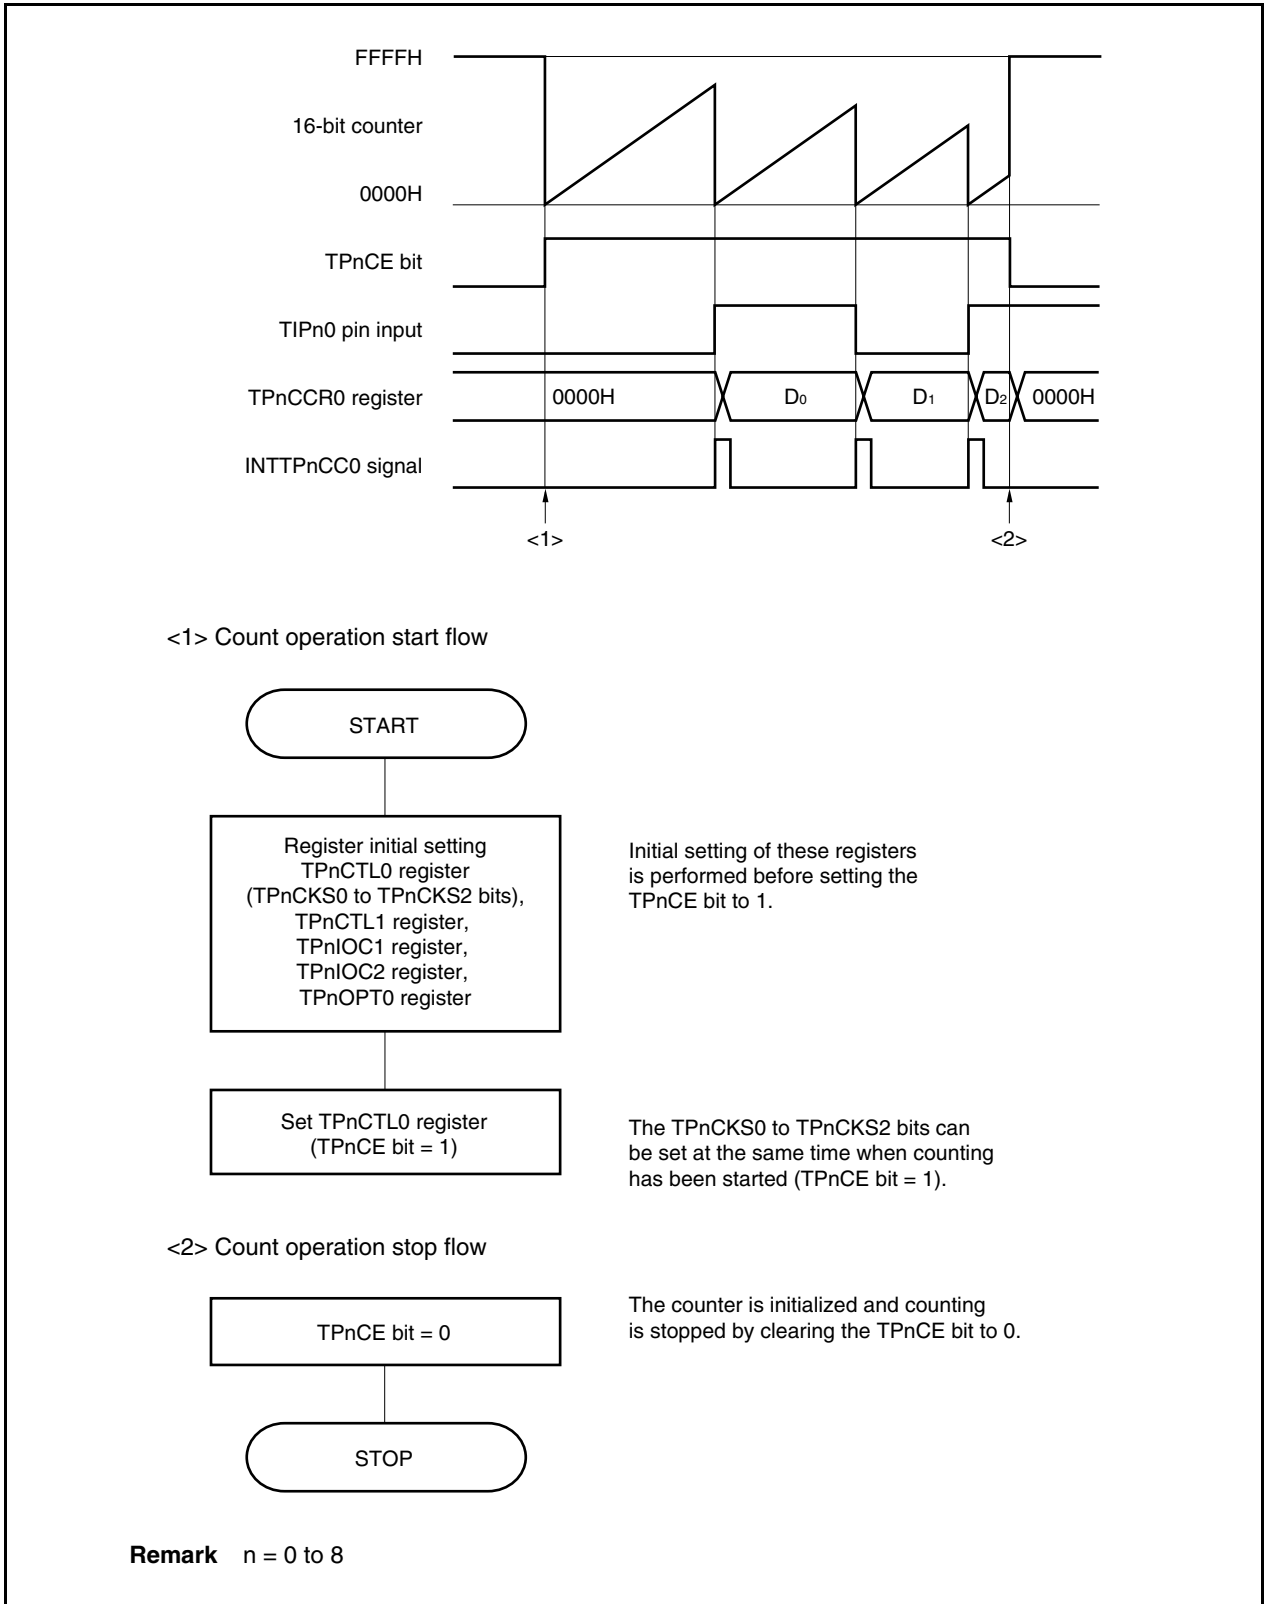 FFFFH
16-bit counter
0000H
TPnCE bit
TIPn0 pin input
TPnCCR0 register
0000H D0 D1 D2 0000H
INTTPnCC0 signal
<1> <2>
<1> Count operation start flow
START
Register initial setting
TPnCTL0 register
(TPnCKS0 to TPnCKS2 bits),
TPnCTL1 register,
TPnIOC1 register,
TPnIOC2 register,
TPnOPT0 register
Initial setting of these registers
is performed before setting the
TPnCE bit to 1.
Set TPnCTL0 register
(TPnCE bit = 1)
The TPnCKS0 to TPnCKS2 bits can
be set at the same time when counting
has been started (TPnCE bit = 1).
<2> Count operation stop flow
TPnCE bit = 0
The counter is initialized and counting
is stopped by clearing the TPnCE bit to 0.
STOP
Remark n = 0 to 8